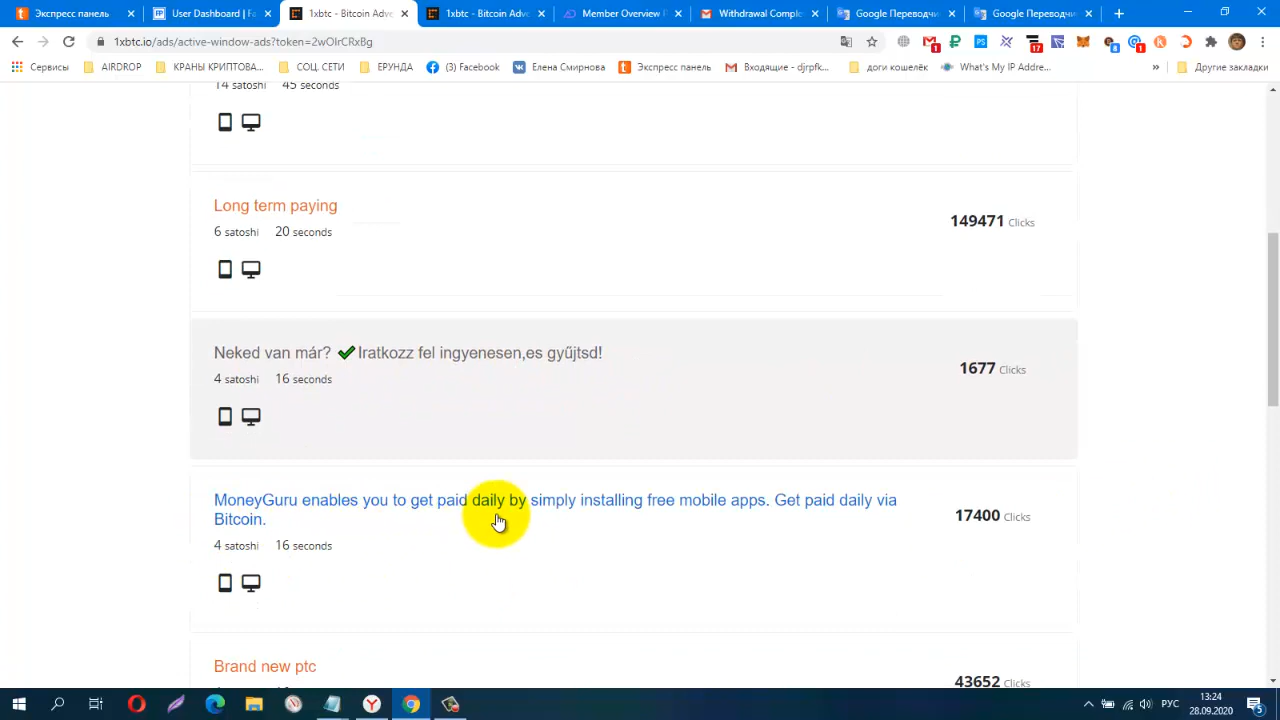 Экспресс панель
User Dashboard | Fa
1xbtc - Bitcoin Adve
1xbtc - Bitcoin Adve
Member Overview P
Withdrawal Comple
Google Переводчи
Google Переводчи
1xbtc.io/ads/active-window-ads?token=2wOlrCRxBg
Сервисы
AIRDROP
КРАНЫ КРИПТОВА...
СОЦ. СЕТИ
ЕРУНДА
(3) Facebook
Елена Смирнова
Экспресс панель
Входящие - djrpfk...
доги кошелёк
What's My IP Addre...
»
Другие закладки
14 satoshi 45 seconds
Long term paying
149471 Clicks
6 satoshi 20 seconds
Neked van már? ✔Iratkozz fel ingyenesen,es gyűjtsd!
1677 Clicks
4 satoshi 16 seconds
MoneyGuru enables you to get paid daily by simply installing free mobile apps. Get paid daily via
Bitcoin.
17400 Clicks
4 satoshi 16 seconds
Brand new ptc
43652 Clicks
РУС
13:24
28.09.2020